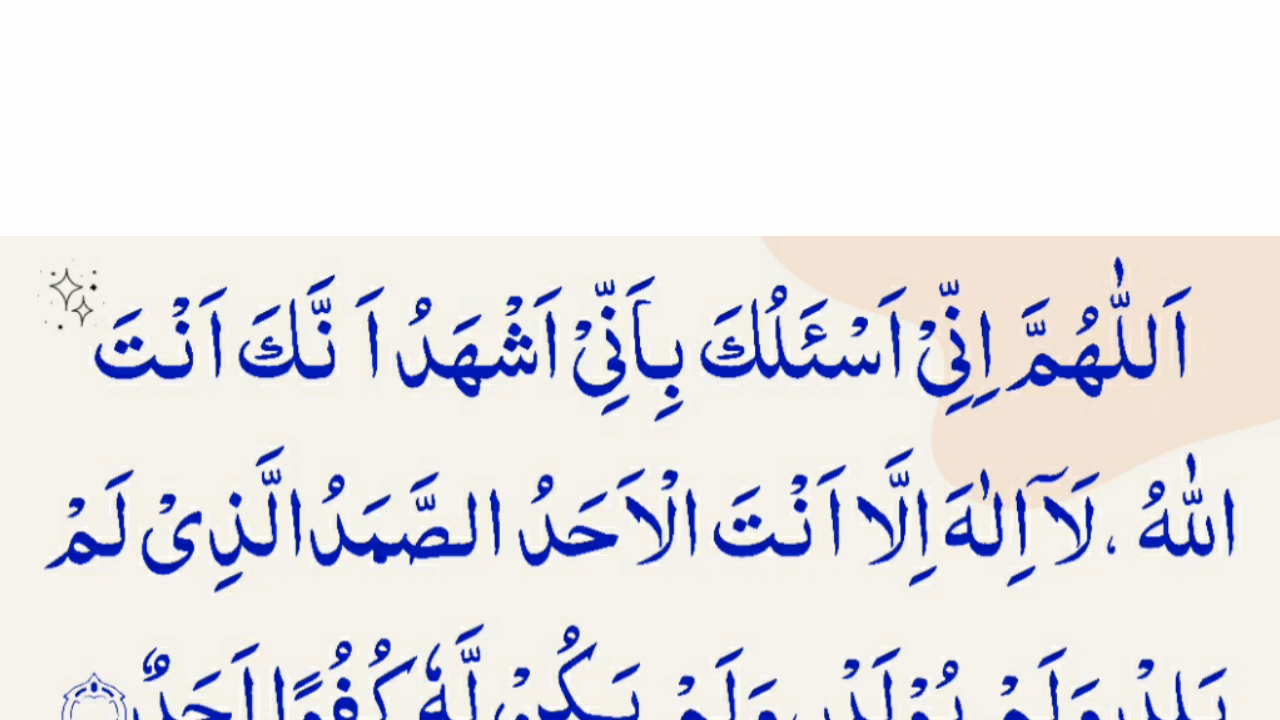 اَللّٰهُمَّ اِنِّیْ اَسْئَلُكَ بِاَنِّیْ اَشْهَدُ اَ نَّكَ اَنْتَ
اللّٰهُ ، لَآ اِلٰهَ اِلَّا اَنْتَ الْاَحَدُ الصَّمَدُ الَّذِیْ لَمْ
یَلِدْ وَلَمْ یُوْلَدْ وَلَمْ یَكُنْ لَّهٗ كُفُوًا اَحَدٌ